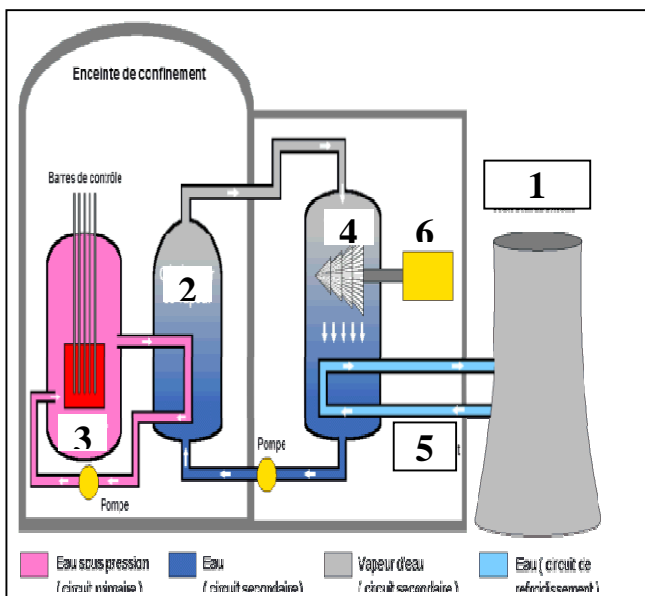 Enceinte de confinement
Barres de contrôle
1
4
6
2
3
5
Pompe
Pompe
Eau sous pression
( circuit primaire )
Eau
( circuit secondaire )
Vapeur d'eau
( circuit secondaire )
Eau ( circuit de
refroidissement )